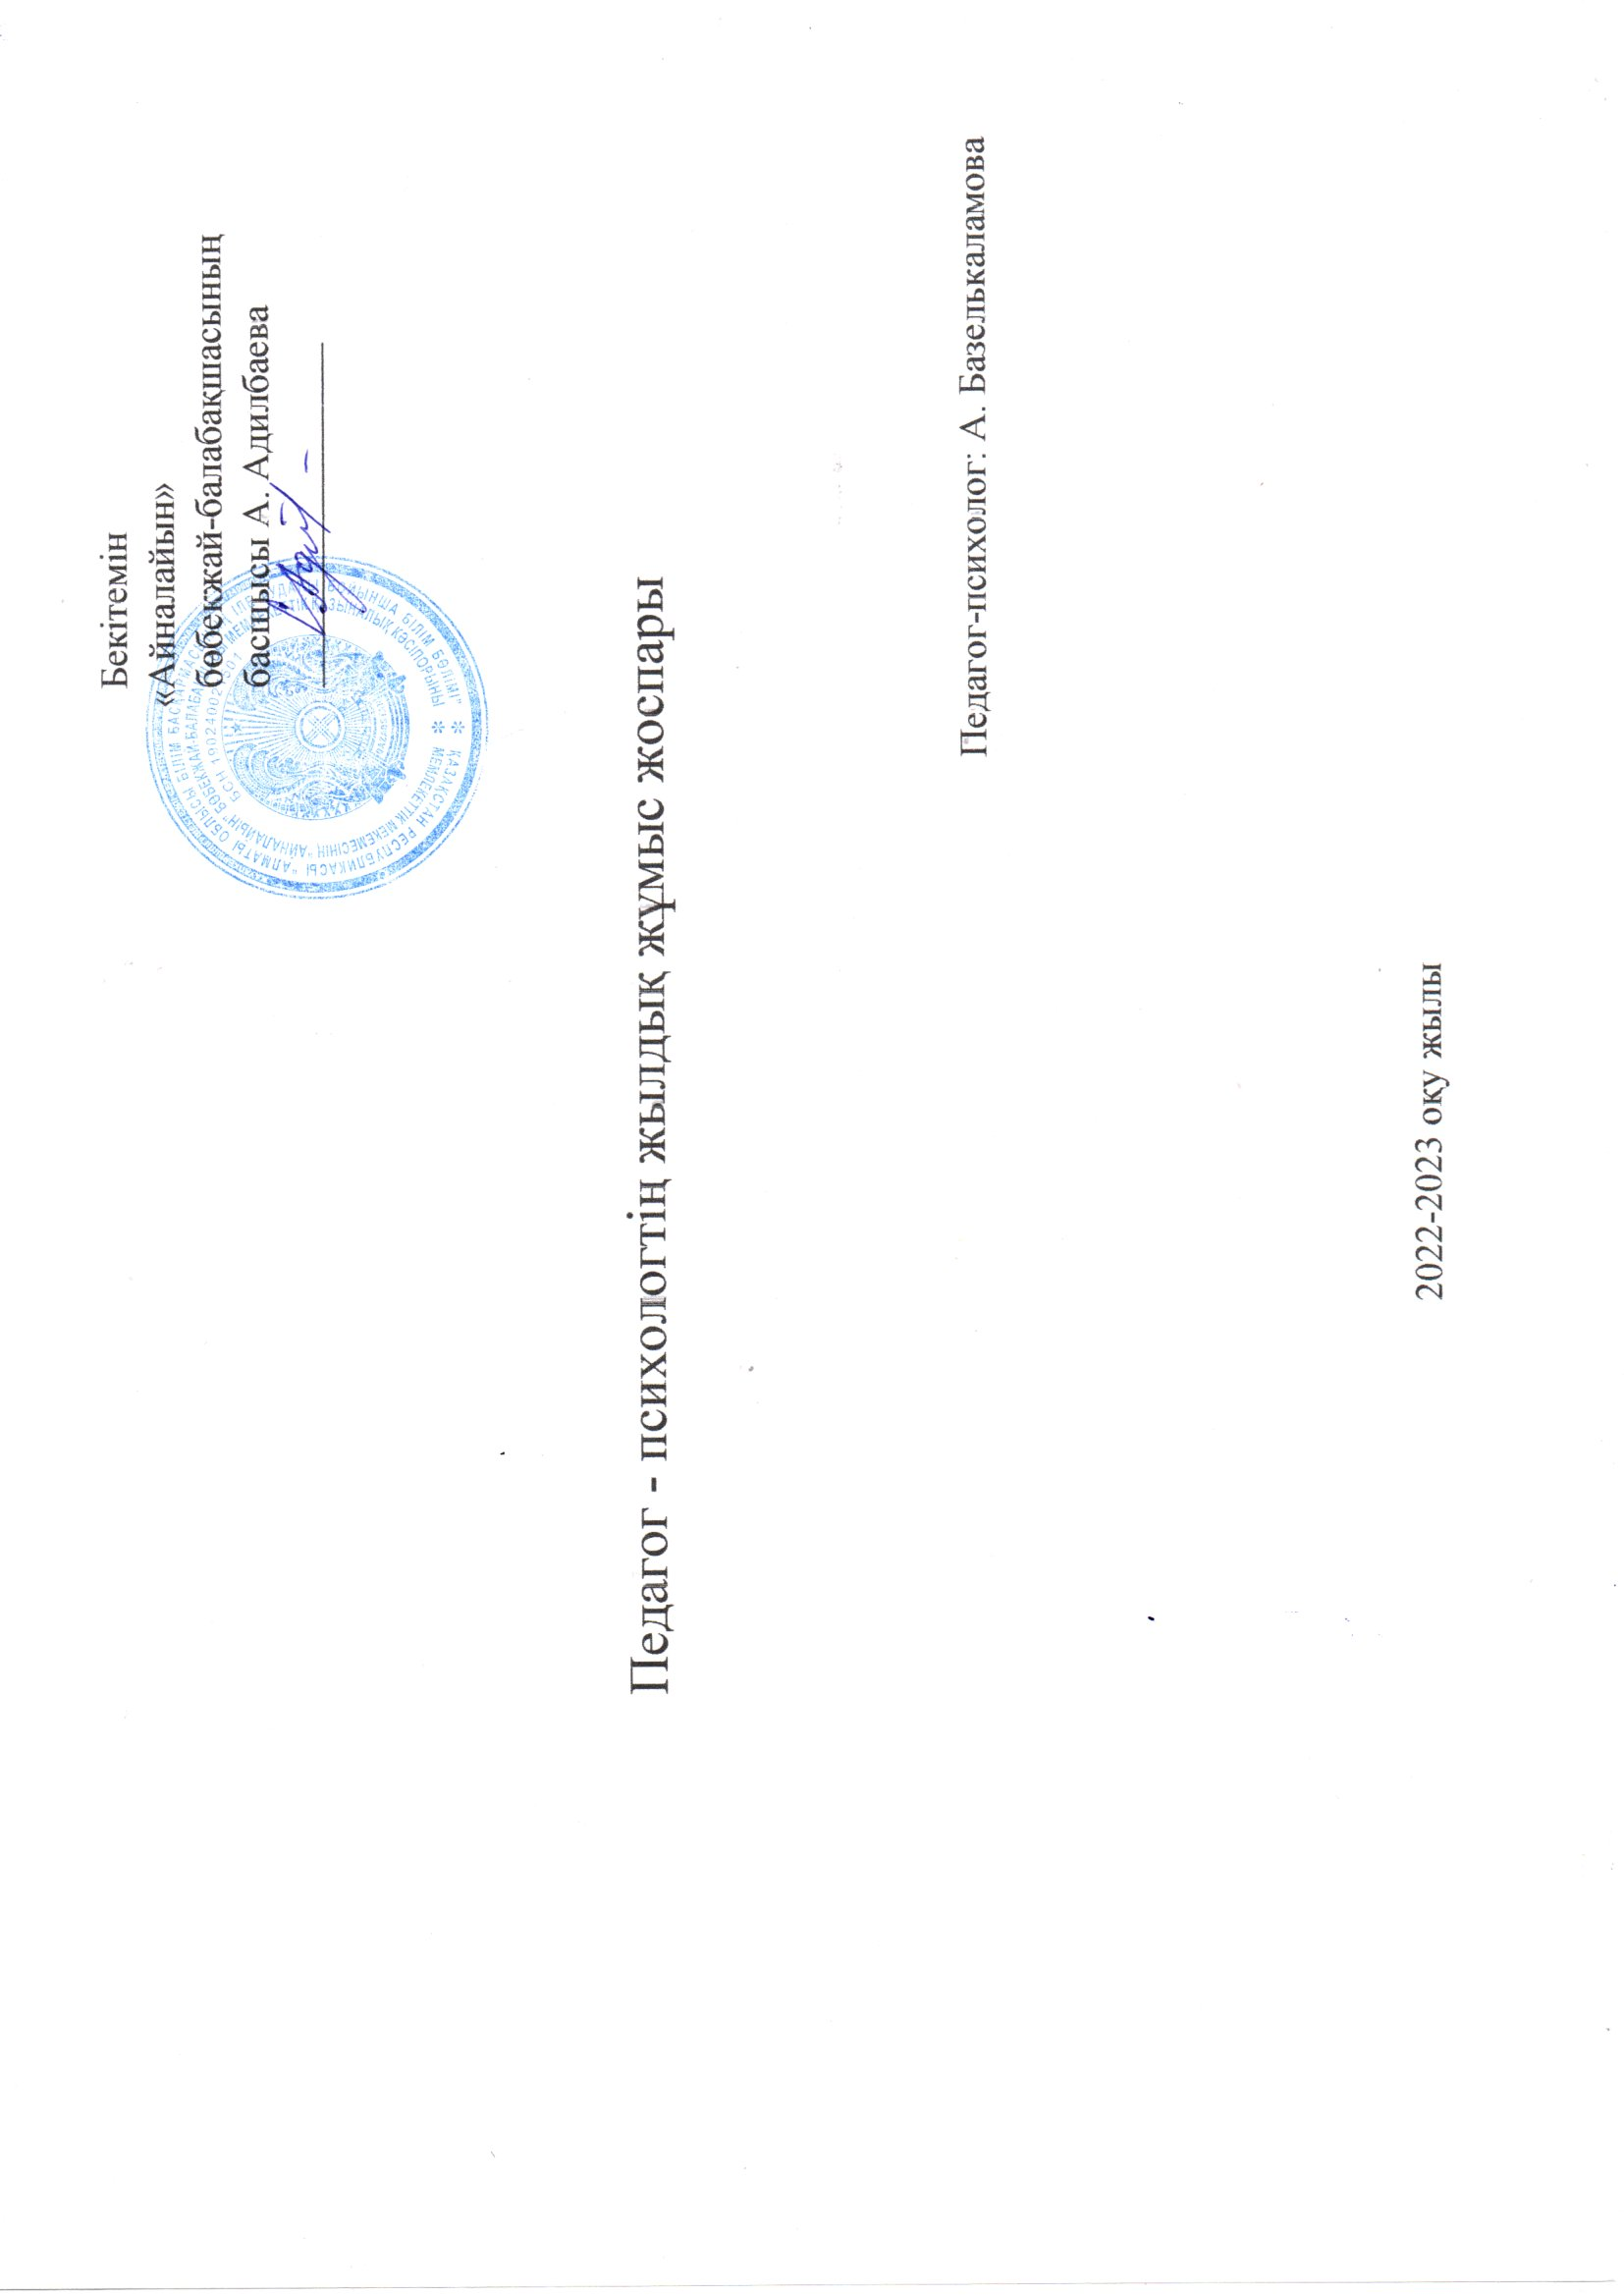 Бекітемін
«Айналайын»
бөбекжай-балабақшасының
басшысы А. Адилбаева
Педагог - психологтің жылдық жұмыс жоспары
Педагог-психолог: А. Базелькаламова
2022-2023 оқу жылы